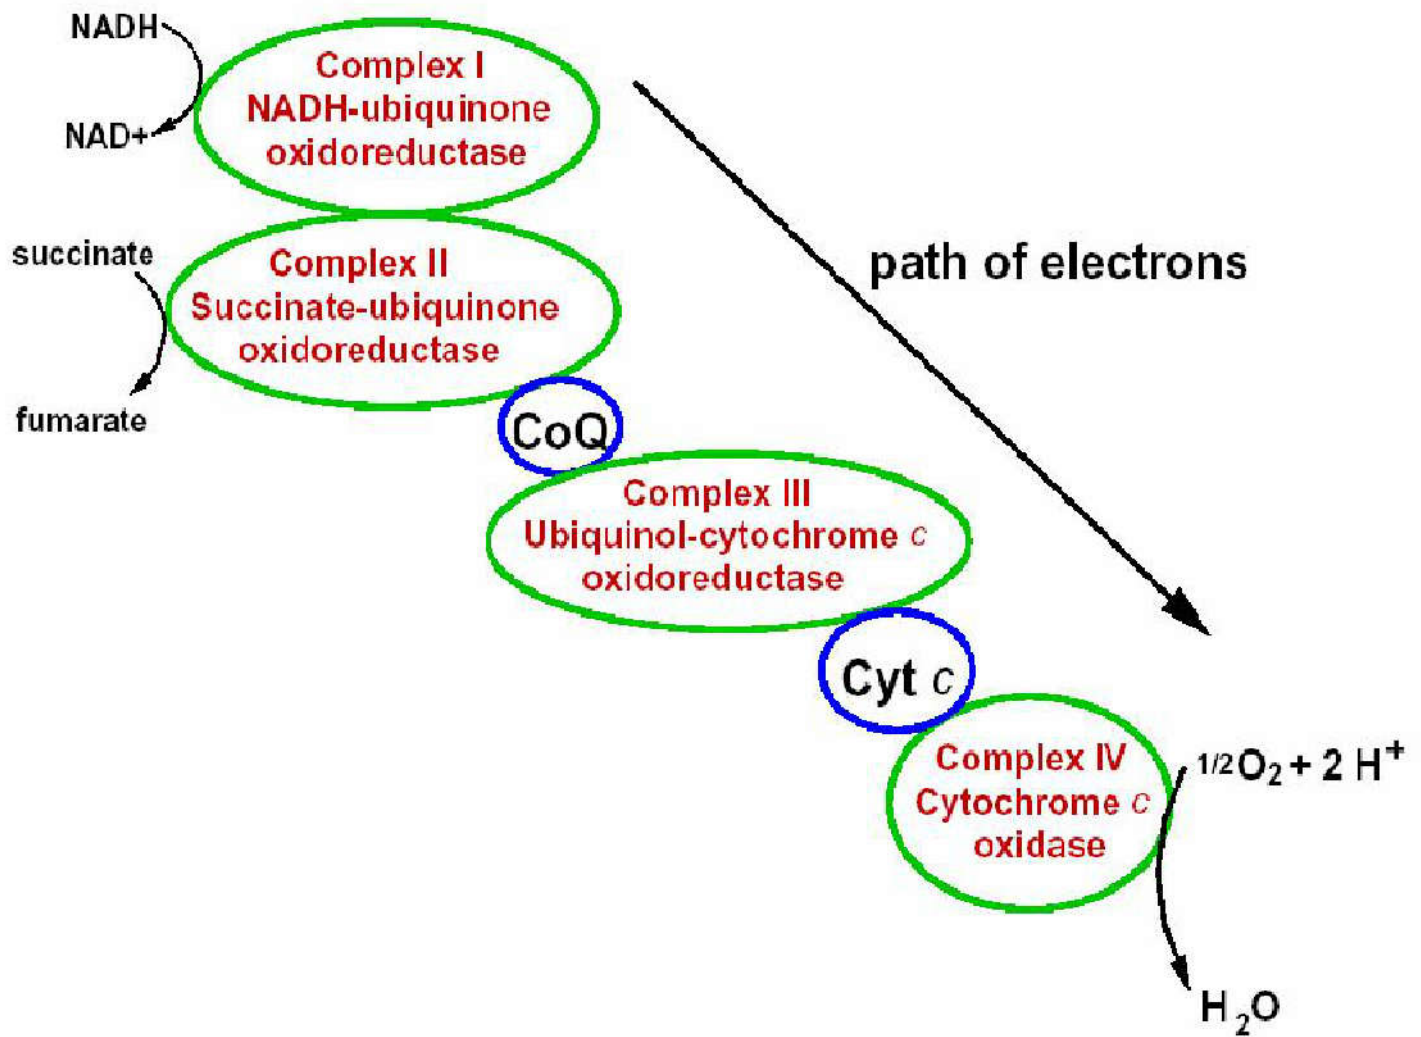 NADH
NAD+
Complex I
NADH-ubiquinone
oxidoreductase
path of electrons
succinate
fumarate
Complex II
Succinate-ubiquinone
oxidoreductase
CoQ
Complex III
Ubiquinol-cytochrome c
oxidoreductase
Cyt c
Complex IV
Cytochrome c
oxidase
1/2O₂ + 2 H⁺
H₂O